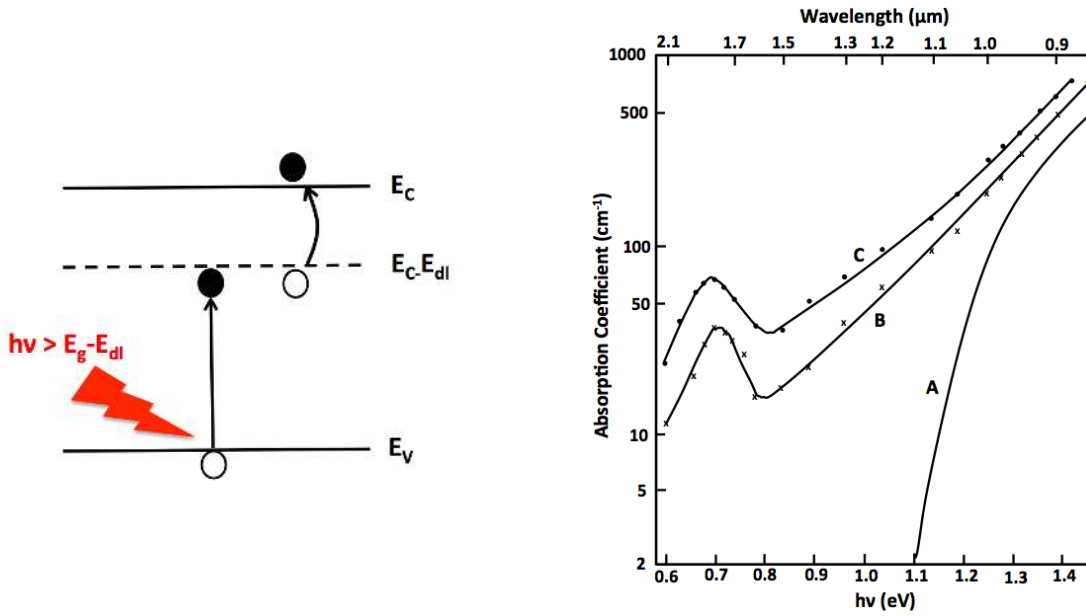 E_C
E_C-E_dl
hν > E_g-E_dl
E_V
Wavelength (μm)
2.1 1.7 1.5 1.3 1.2 1.1 1.0 0.9
Absorption Coefficient (cm⁻¹)
1000
500
100
50
10
5
2
C
B
A
0.6 0.7 0.8 0.9 1.0 1.1 1.2 1.3 1.4
hν (eV)